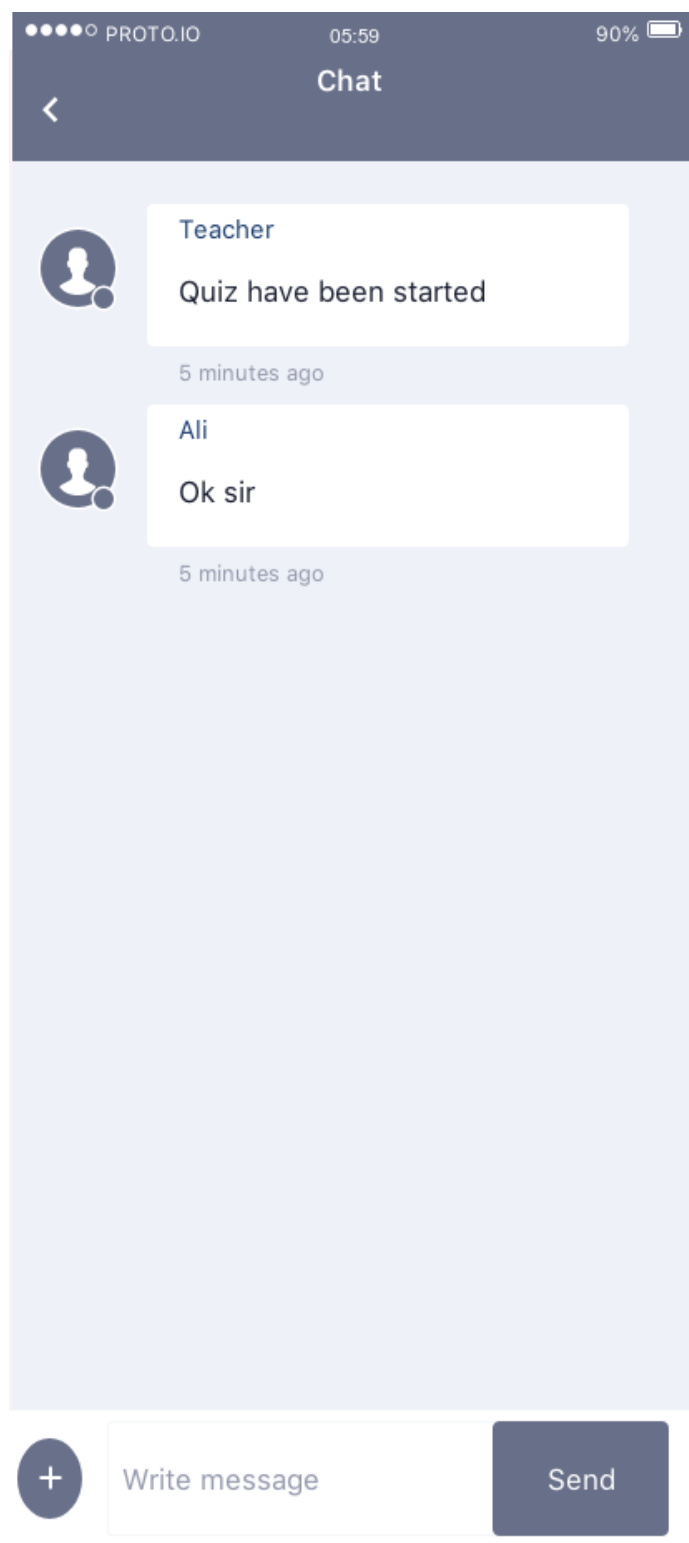 PROTO.IO 05:59 90%
Chat
Teacher
Quiz have been started
5 minutes ago
Ali
Ok sir
5 minutes ago
+ Write message Send